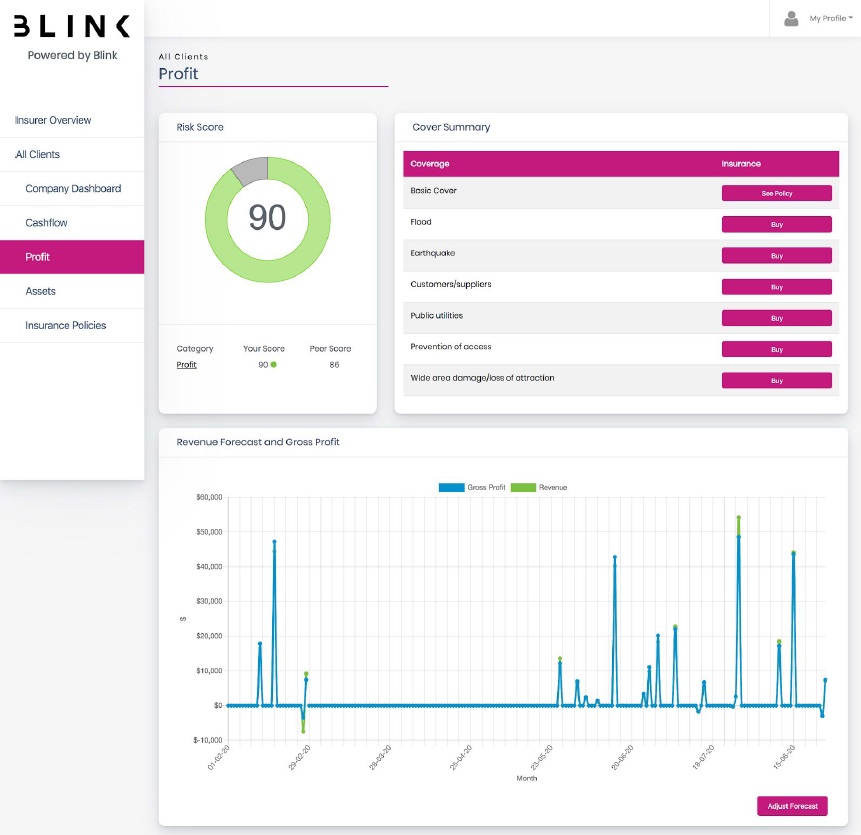 BLINK
Powered by Blink
My Profile
Insurer Overview
All Clients
Company Dashboard
Cashflow
Profit
Assets
Insurance Policies
All Clients
Profit
Risk Score
90
Category Your Score Peer Score
Profit 90 86
Cover Summary
Coverage Insurance
Basic Cover See Policy
Flood Buy
Earthquake Buy
Customers/suppliers Buy
Public utilities Buy
Prevention of access Buy
Wide area damage/loss of attraction Buy
Revenue Forecast and Gross Profit
Gross Profit Revenue
$60,000
$50,000
$40,000
$30,000
$20,000
$10,000
$0
$-10,000
$
01-02-20 29-02-20 28-03-20 25-04-20 23-05-20 20-06-20 18-07-20 15-08-20
Month
Adjust Forecast